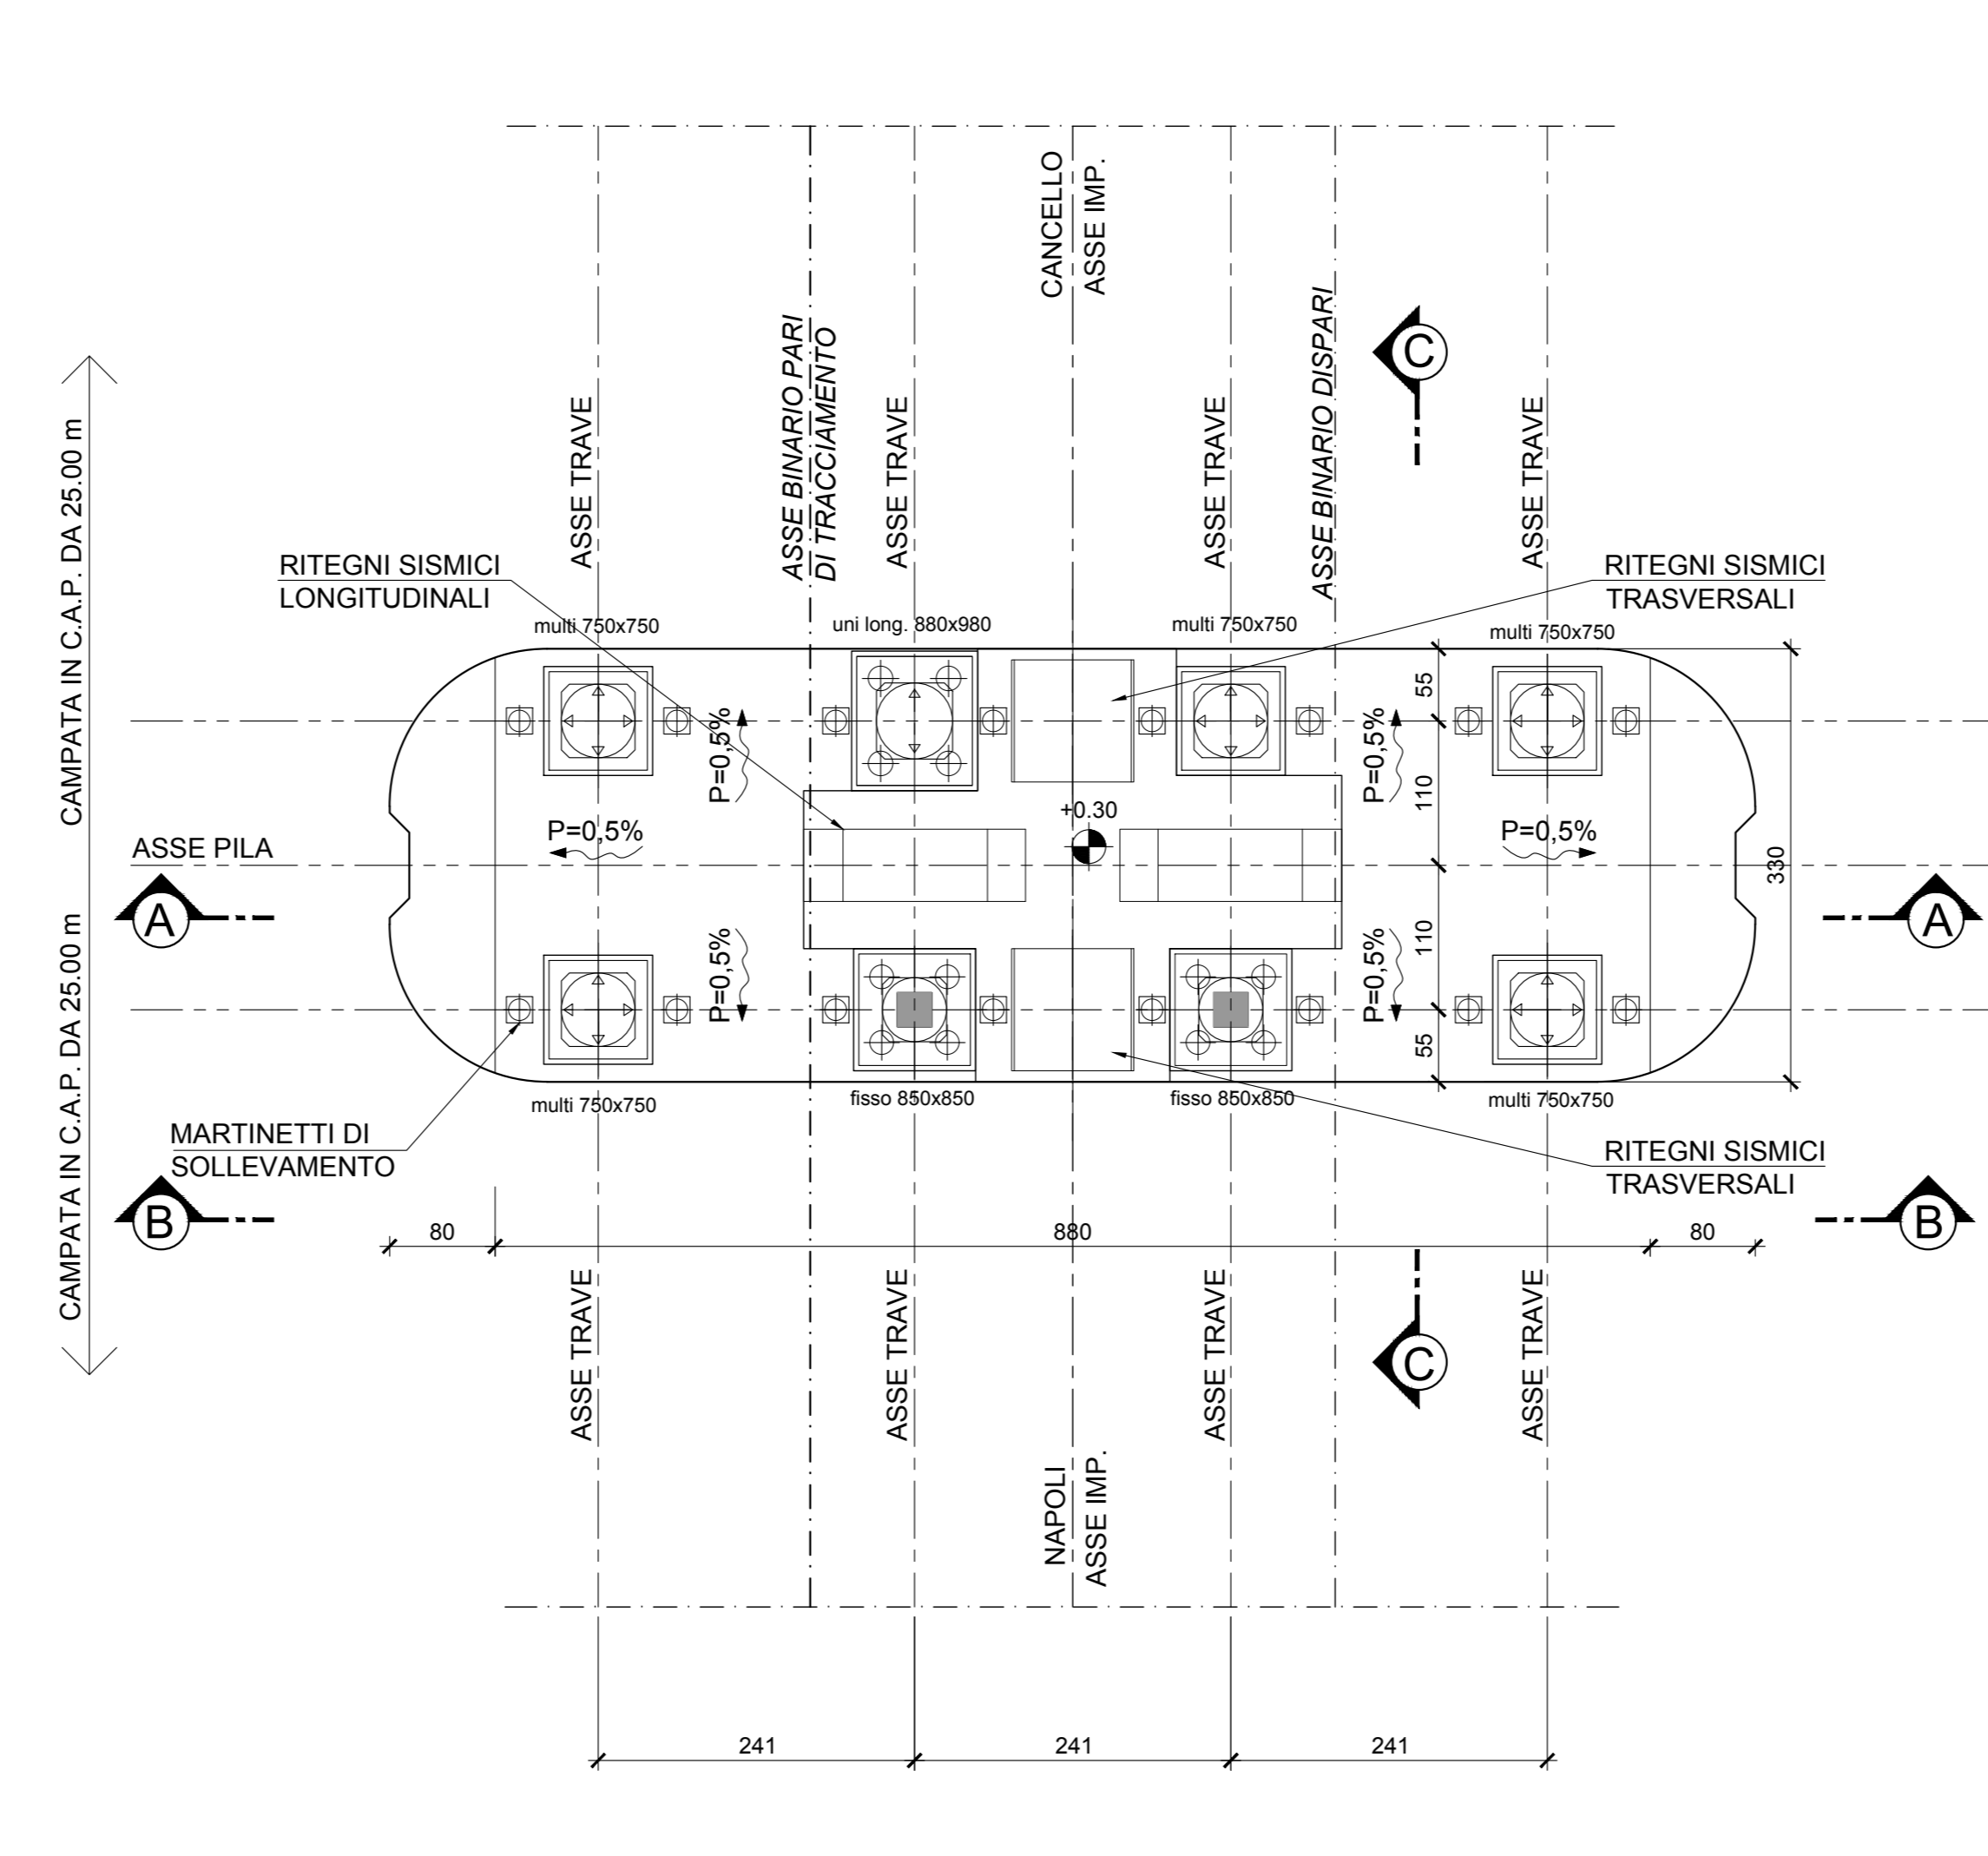 CANCELLO
ASSE IMP.
C
ASSE BINARIO PARI
DI TRACCIAMENTO
ASSE BINARIO DISPARI
ASSE TRAVE
ASSE TRAVE
ASSE TRAVE
ASSE TRAVE
CAMPATA IN C.A.P. DA 25.00 m
RITEGNI SISMICI
LONGITUDINALI
RITEGNI SISMICI
TRASVERSALI
multi 750x750
uni long. 880x980
multi 750x750
multi 750x750
55
P=0,5%
P=0,5%
110
+0.30
P=0,5%
P=0,5%
ASSE PILA
330
A
A
CAMPATA IN C.A.P. DA 25.00 m
P=0,5%
P=0,5%
110
55
multi 750x750
fisso 850x850
fisso 850x850
multi 750x750
MARTINETTI DI
SOLLEVAMENTO
RITEGNI SISMICI
TRASVERSALI
B
B
80
880
80
ASSE TRAVE
ASSE TRAVE
ASSE TRAVE
ASSE TRAVE
C
NAPOLI
ASSE IMP.
241
241
241